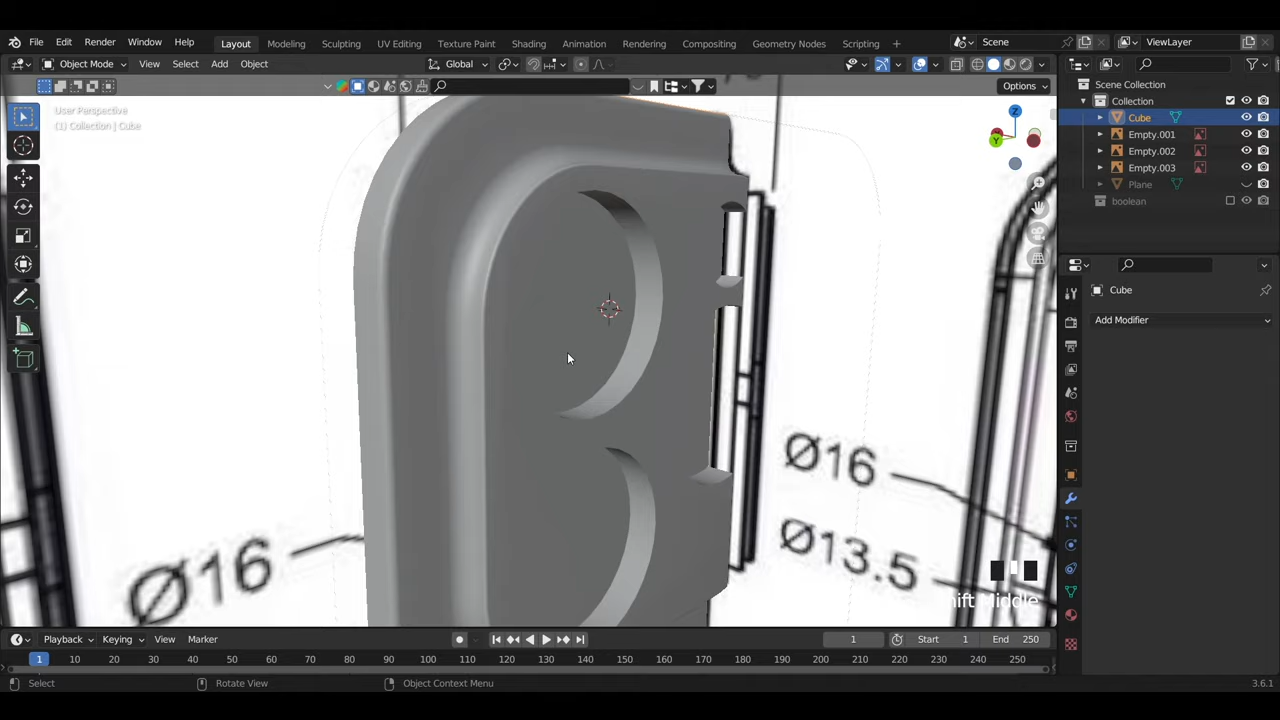 File Edit Render Window Help Layout Modeling Sculpting UV Editing Texture Paint Shading Animation Rendering Compositing Geometry Nodes Scripting + Scene ViewLayer
Object Mode View Select Add Object Global
Options
User Perspective
(1) Collection | Cube
Z
Y
Scene Collection
Collection
Cube
Empty.001
Empty.002
Empty.003
Plane
boolean
Cube
Add Modifier
Ø16
Ø13.5
Ø16
Shift Middle
Playback Keying View Marker 1 Start 1 End 250
1 10 20 30 40 50 60 70 80 90 100 110 120 130 140 150 160 170 180 190 200 210 220 230 240 250
Select Rotate View Object Context Menu 3.6.1